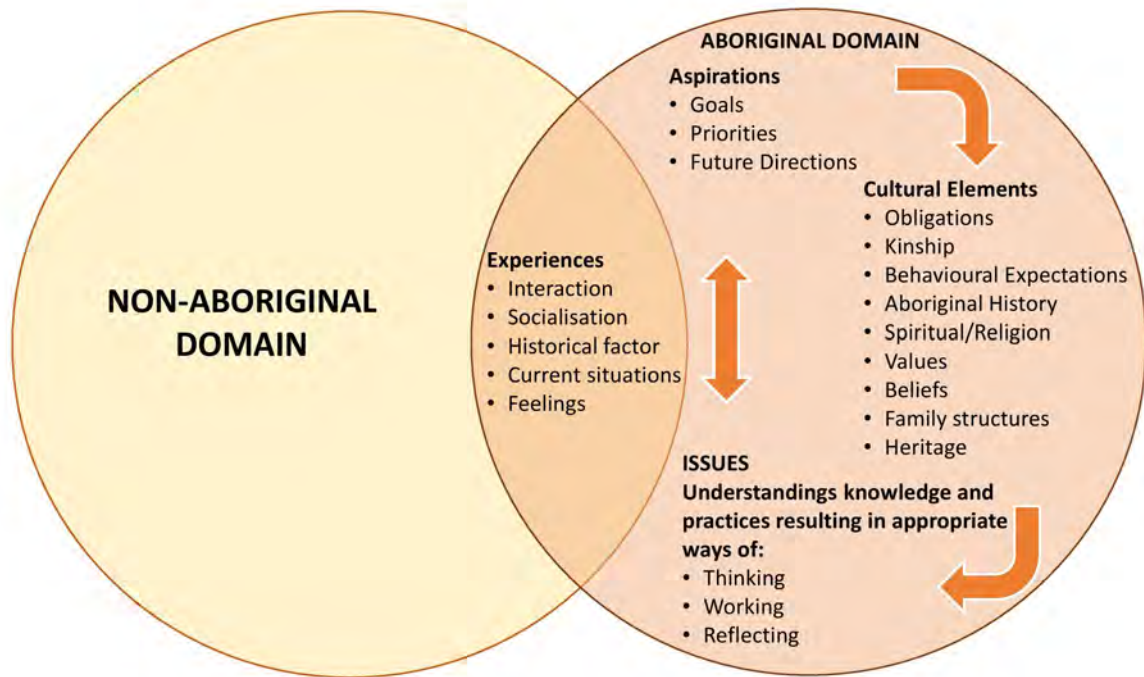 NON-ABORIGINAL
DOMAIN
Experiences
• Interaction
• Socialisation
• Historical factor
• Current situations
• Feelings
ABORIGINAL DOMAIN
Aspirations
• Goals
• Priorities
• Future Directions
Cultural Elements
• Obligations
• Kinship
• Behavioural Expectations
• Aboriginal History
• Spiritual/Religion
• Values
• Beliefs
• Family structures
• Heritage
ISSUES
Understandings knowledge and
practices resulting in appropriate
ways of:
• Thinking
• Working
• Reflecting